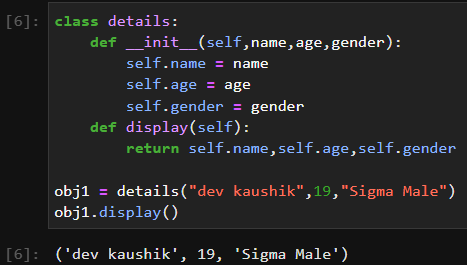 [6]: class details:
    def __init__(self,name,age,gender):
        self.name = name
        self.age = age
        self.gender = gender
    def display(self):
        return self.name,self.age,self.gender

obj1 = details("dev kaushik",19,"Sigma Male")
obj1.display()
[6]: ('dev kaushik', 19, 'Sigma Male')